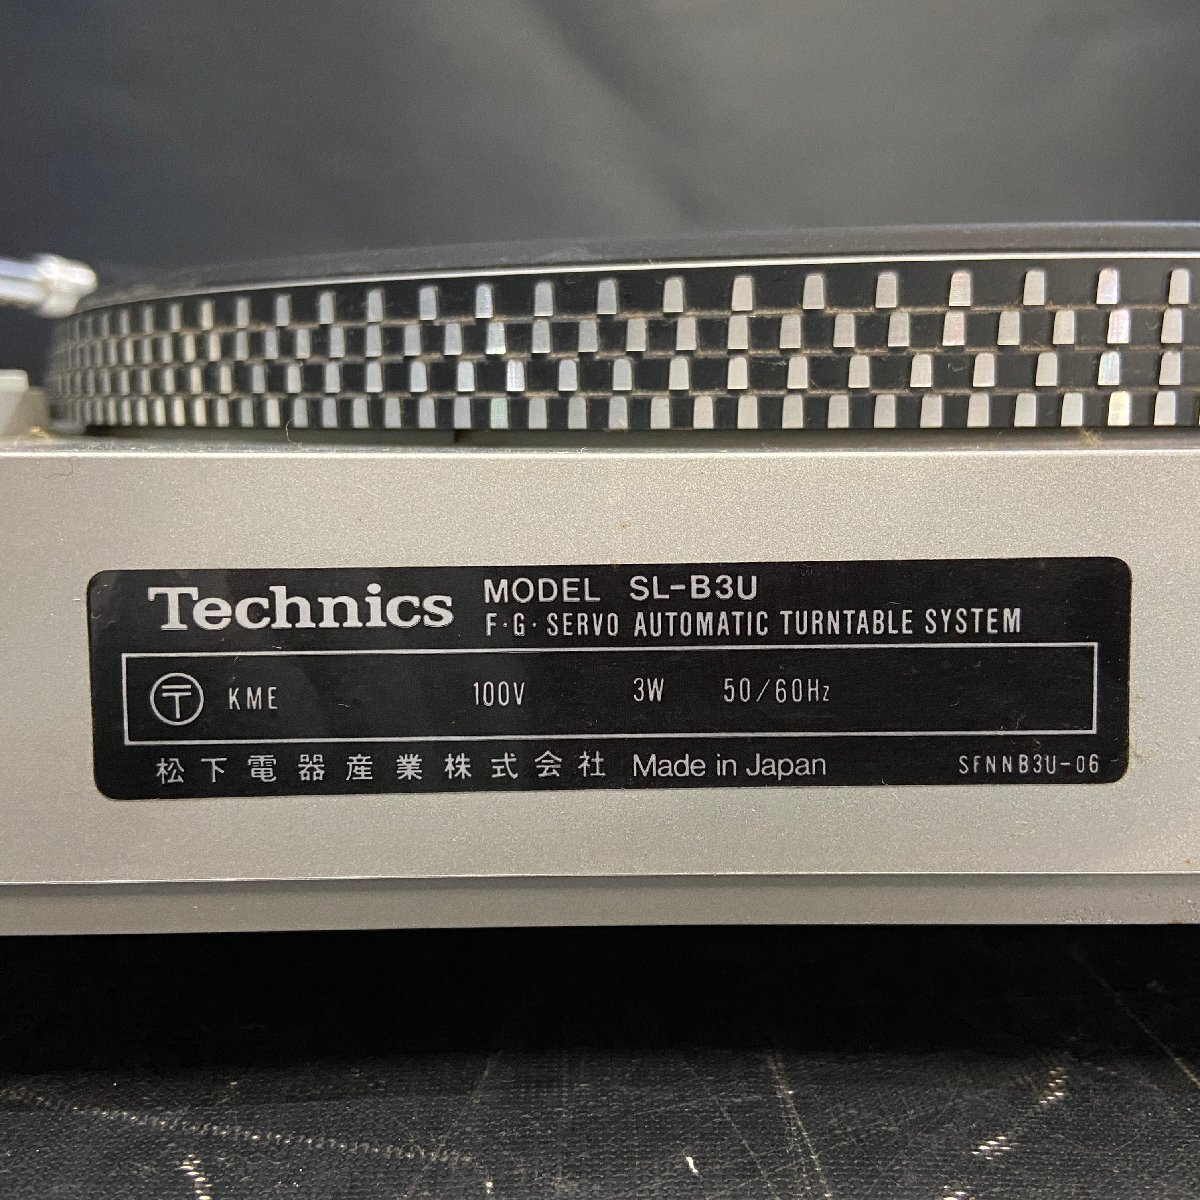 Technics MODEL SL-B3U
F·G·SERVO AUTOMATIC TURNTABLE SYSTEM
〒 KME 100V 3W 50/60Hz
松下電器産業株式会社 Made in Japan SFNNB3U-06